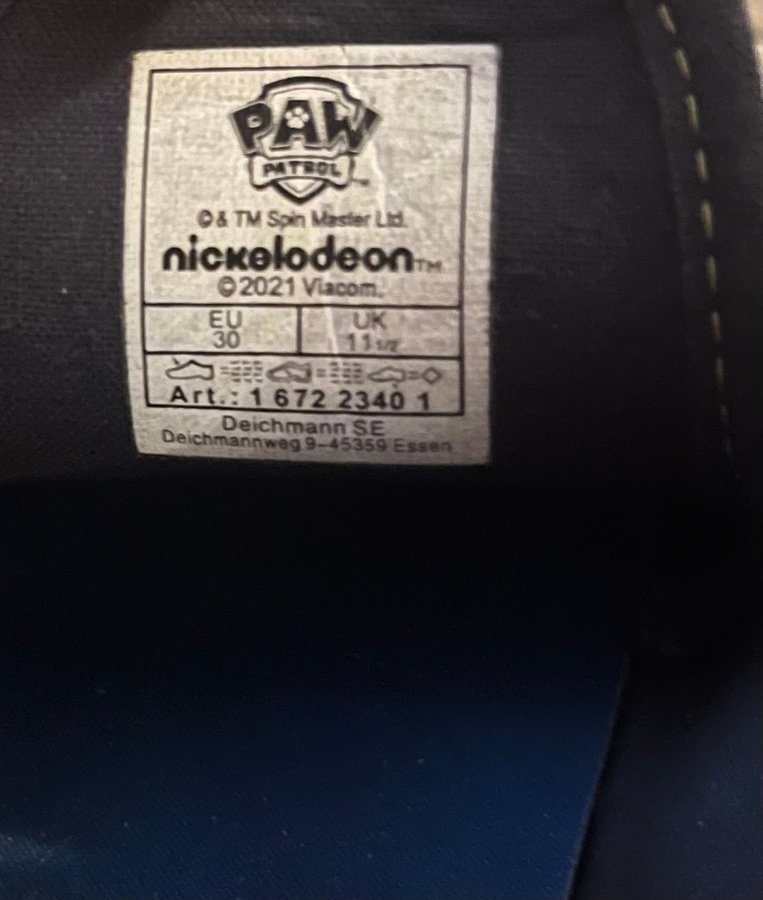 PAW
PATROL™
©& TM Spin Master Ltd.
nickelodeon™
©2021 Viacom.
EU UK
30 11 1/2
Art.: 1 672 2340 1
Deichmann SE
Deichmannweg 9-45359 Essen